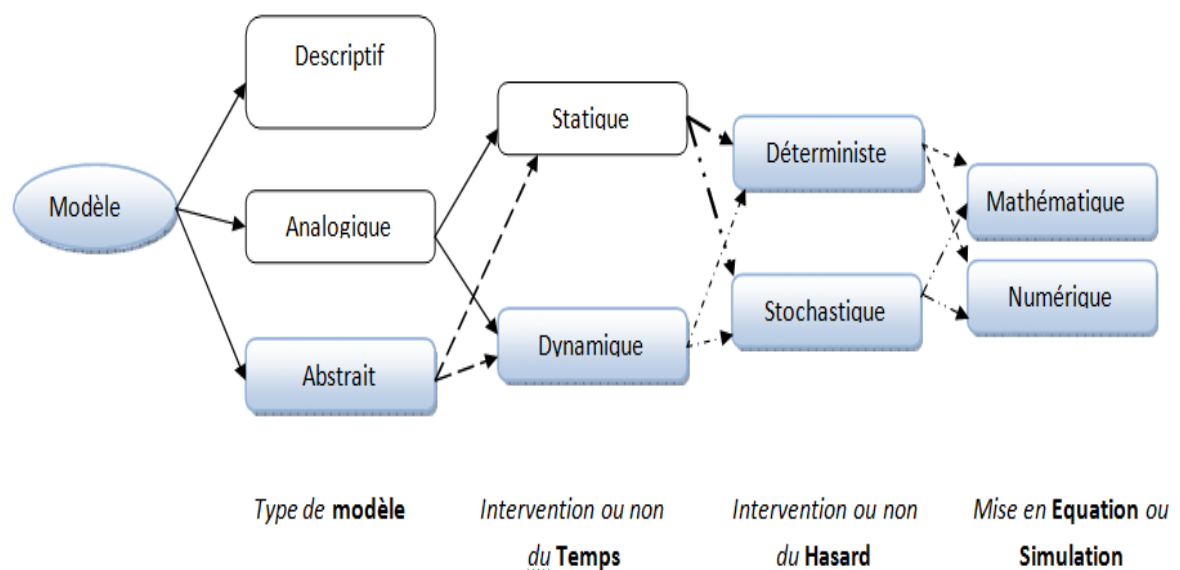 Descriptif
Statique
Déterministe
Modèle
Mathématique
Analogique
Numérique
Stochastique
Dynamique
Abstrait
Type de modèle
Intervention ou non
du Temps
Intervention ou non
du Hasard
Mise en Equation ou
Simulation